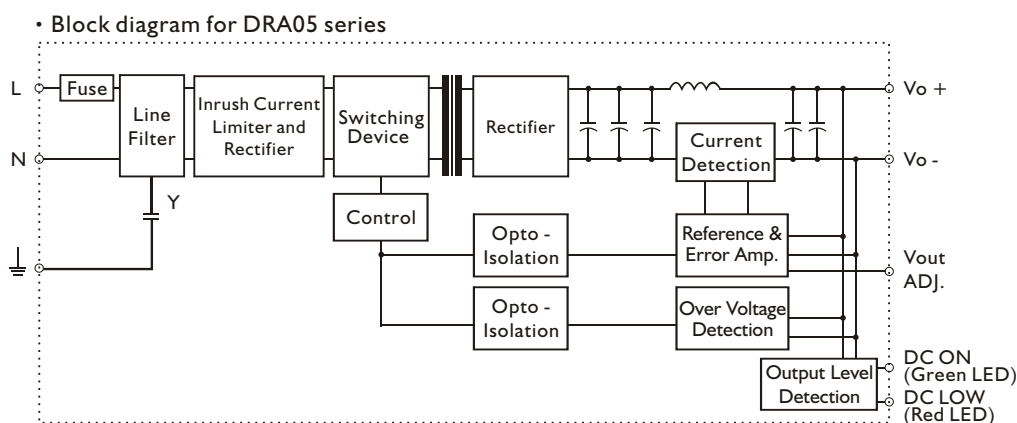 • Block diagram for DRA05 series
L
Fuse
Line
Filter
Inrush Current
Limiter and
Rectifier
Switching
Device
Rectifier
Vo +
N
Current
Detection
Vo -
Y
Control
Opto -
Isolation
Reference &
Error Amp.
Vout
ADJ.
Opto -
Isolation
Over Voltage
Detection
Output Level
Detection
DC ON
(Green LED)
DC LOW
(Red LED)